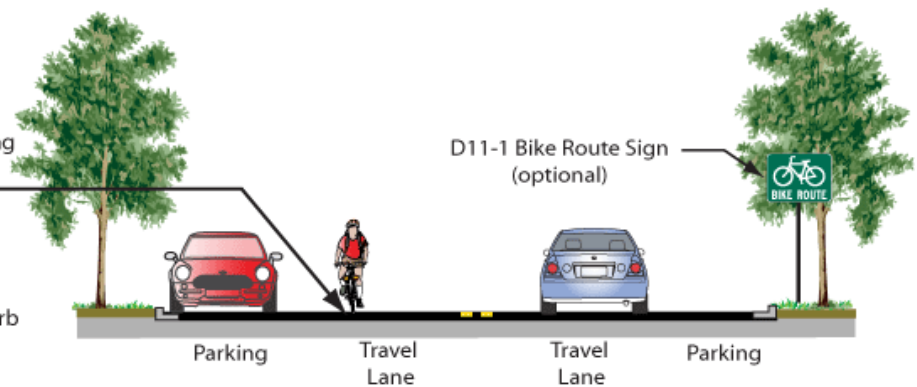 D11-1 Bike Route Sign
(optional)
BIKE ROUTE
Parking
Travel
Lane
Travel
Lane
Parking